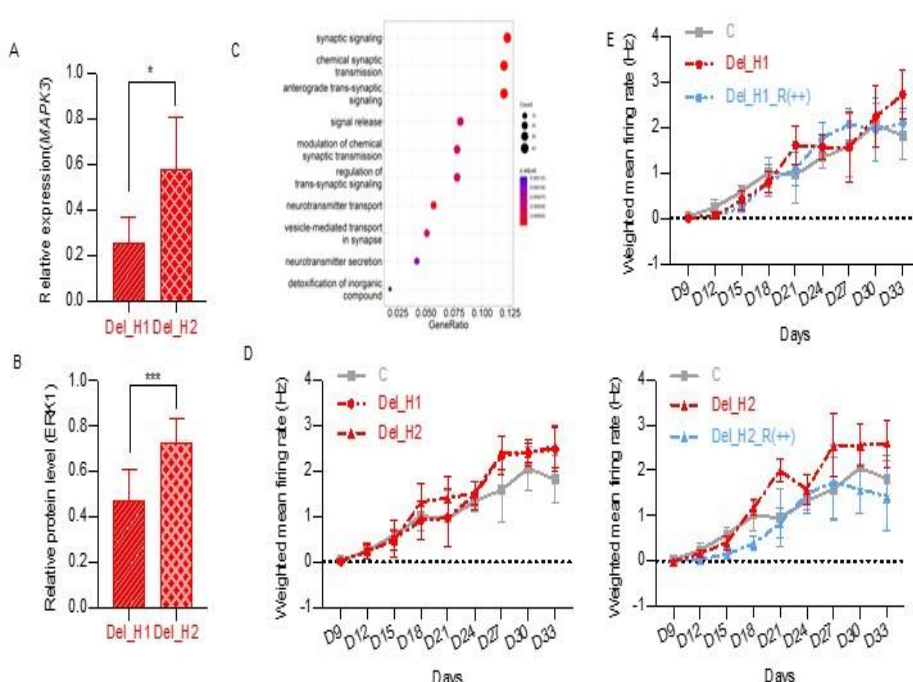 A
Relative expression(MAPK3)
1.0
0.8
0.6
0.4
0.2
0.0
*
Del_H1 Del_H2
B
Relative protein level (ERK1)
1.0
0.8
0.6
0.4
0.2
0.0
***
Del_H1 Del_H2
C
synaptic signaling
chemical synaptic
transmission
anterograde trans-synaptic
signaling
signal release
modulation of chemical
synaptic transmission
regulation of
trans-synaptic signaling
neurotransmitter transport
vesicle-mediated transport
in synapse
neurotransmitter secretion
detoxification of inorganic
compound
0.025 0.050 0.075 0.100 0.125
GeneRatio
Count
p.adjust
D
Weighted mean firing rate (Hz)
4
3
2
1
0
-1
C
Del_H1
Del_H2
D9 D12 D15 D18 D21 D24 D27 D30 D33
Days
E
Weighted mean firing rate (Hz)
4
3
2
1
0
-1
C
Del_H1
Del_H1_R(++)
D9 D12 D15 D18 D21 D24 D27 D30 D33
Days
Weighted mean firing rate (Hz)
4
3
2
1
0
-1
C
Del_H2
Del_H2_R(++)
D9 D12 D15 D18 D21 D24 D27 D30 D33
Days